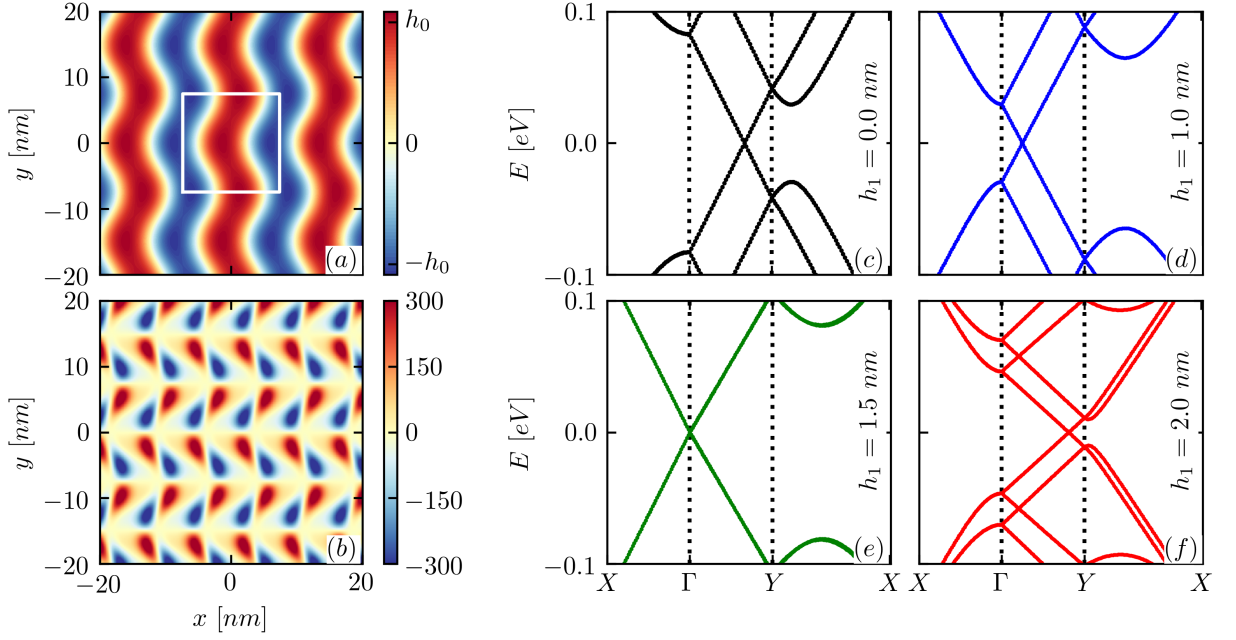 20
10
0
−10
−20
y [nm]
(a)
h₀
0
−h₀
20
10
0
−10
−20
y [nm]
−20
0
20
x [nm]
(b)
300
150
0
−150
−300
0.1
0.0
−0.1
E [eV]
h₁ = 0.0 nm
(c)
h₁ = 1.0 nm
(d)
0.1
0.0
−0.1
E [eV]
h₁ = 1.5 nm
(e)
X Γ Y X
h₁ = 2.0 nm
(f)
Γ Y X